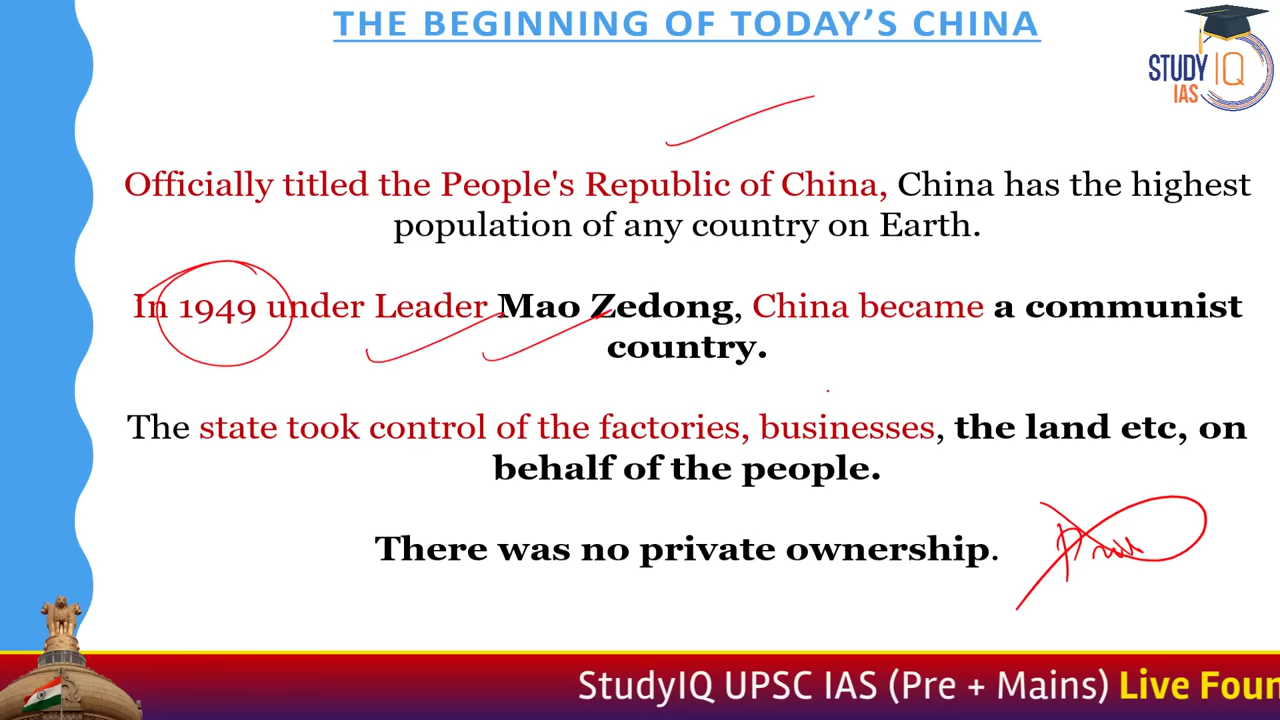 THE BEGINNING OF TODAY’S CHINA
STUDY IQ
IAS
Officially titled the People's Republic of China, China has the highest
population of any country on Earth.
In 1949 under Leader Mao Zedong, China became a communist
country.
The state took control of the factories, businesses, the land etc, on
behalf of the people.
There was no private ownership.
StudyIQ UPSC IAS (Pre + Mains) Live Foun